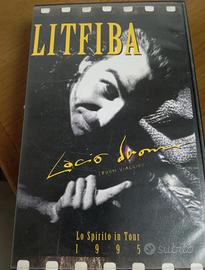 LITFIBA
Lacio drom
(BUON VIAGGIO)
Lo Spirito in Tour
1995
subito